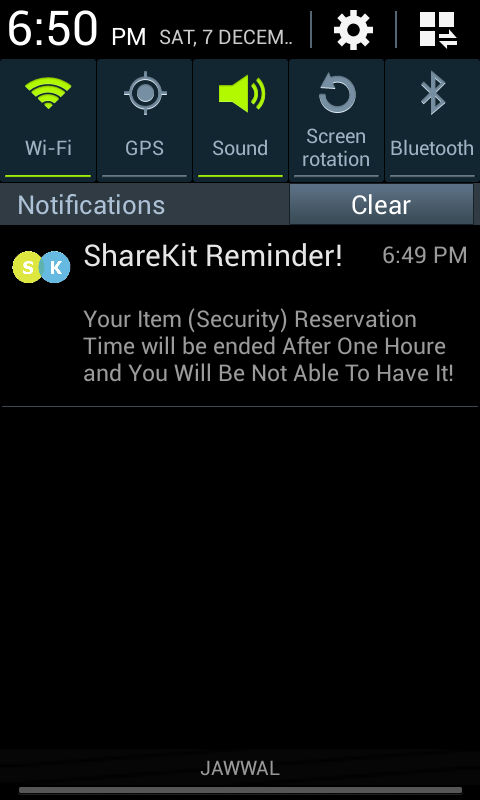 6:50 PM SAT, 7 DECEM..
Wi-Fi GPS Sound Screen rotation Bluetooth
Notifications Clear
S K ShareKit Reminder! 6:49 PM
Your Item (Security) Reservation
Time will be ended After One Houre
and You Will Be Not Able To Have It!
JAWWAL